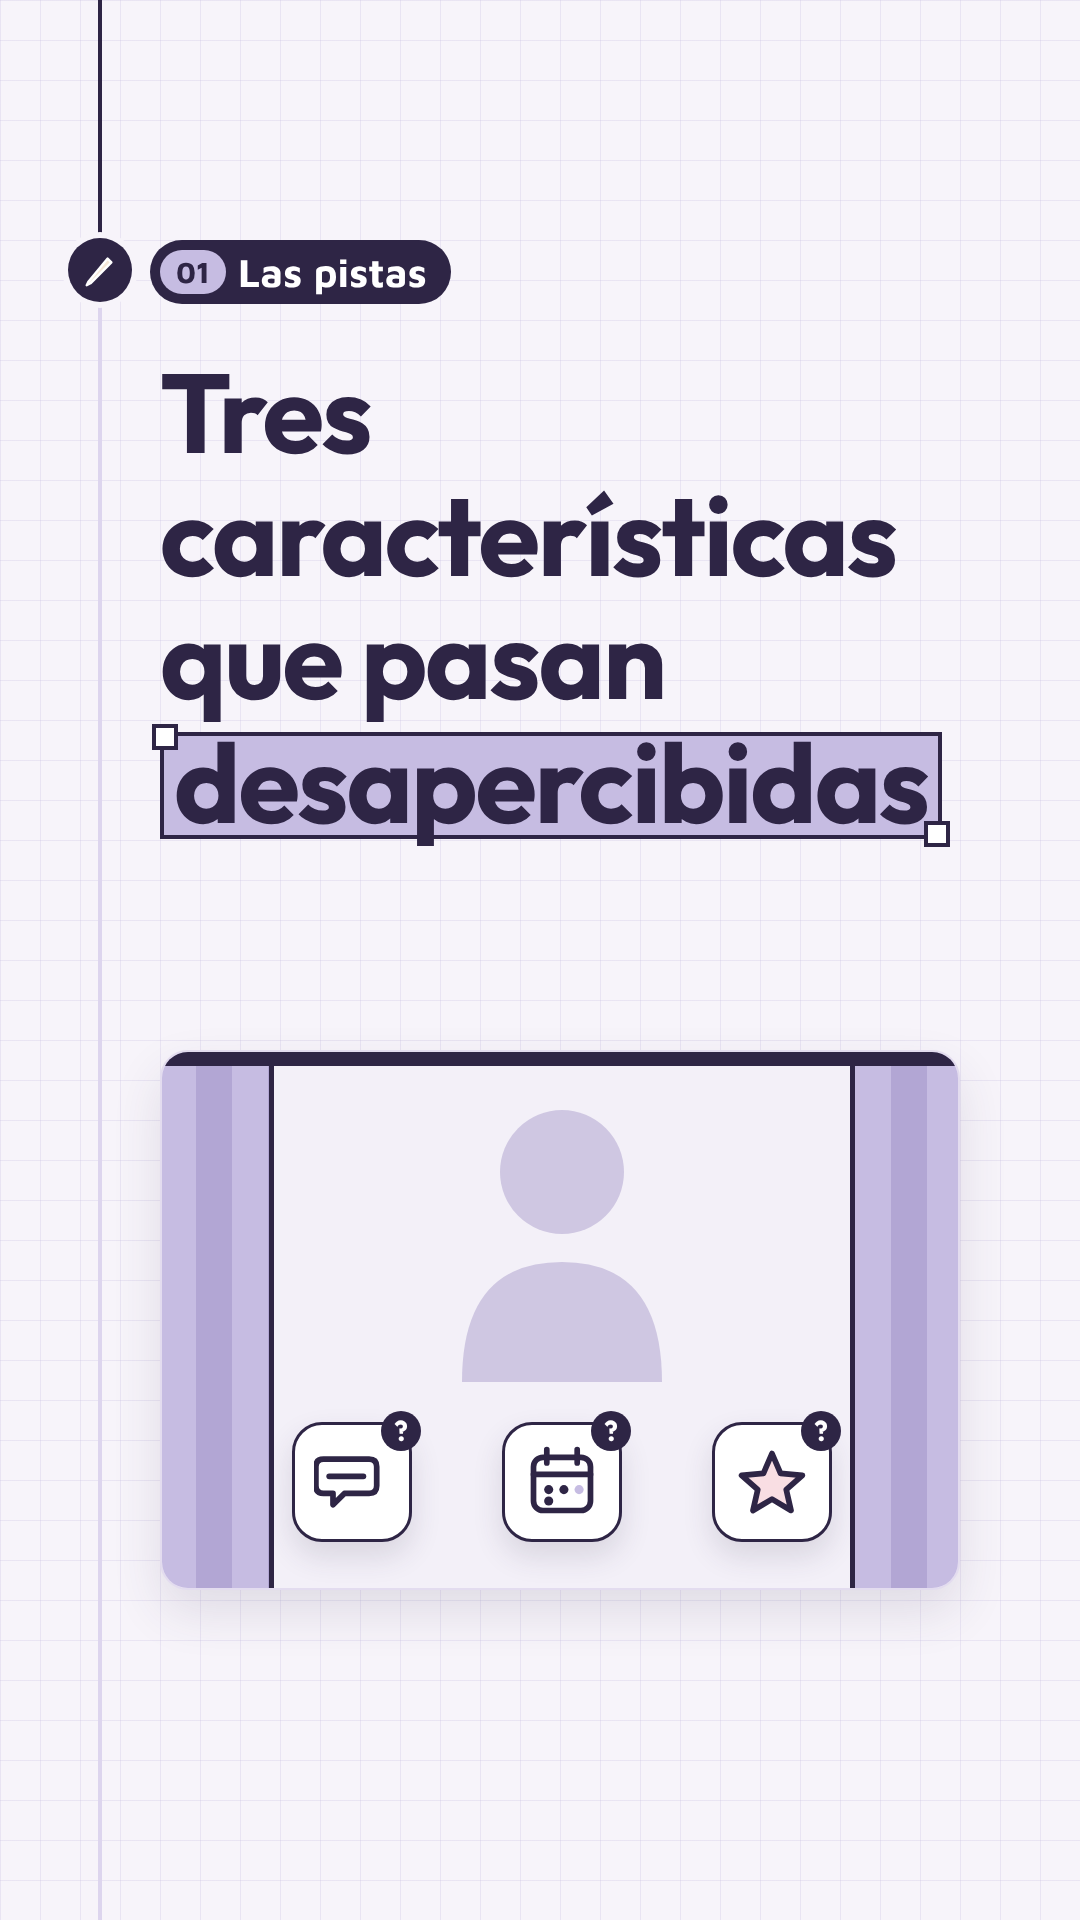 01 Las pistas
Tres
características
que pasan
desapercibidas
? ? ?